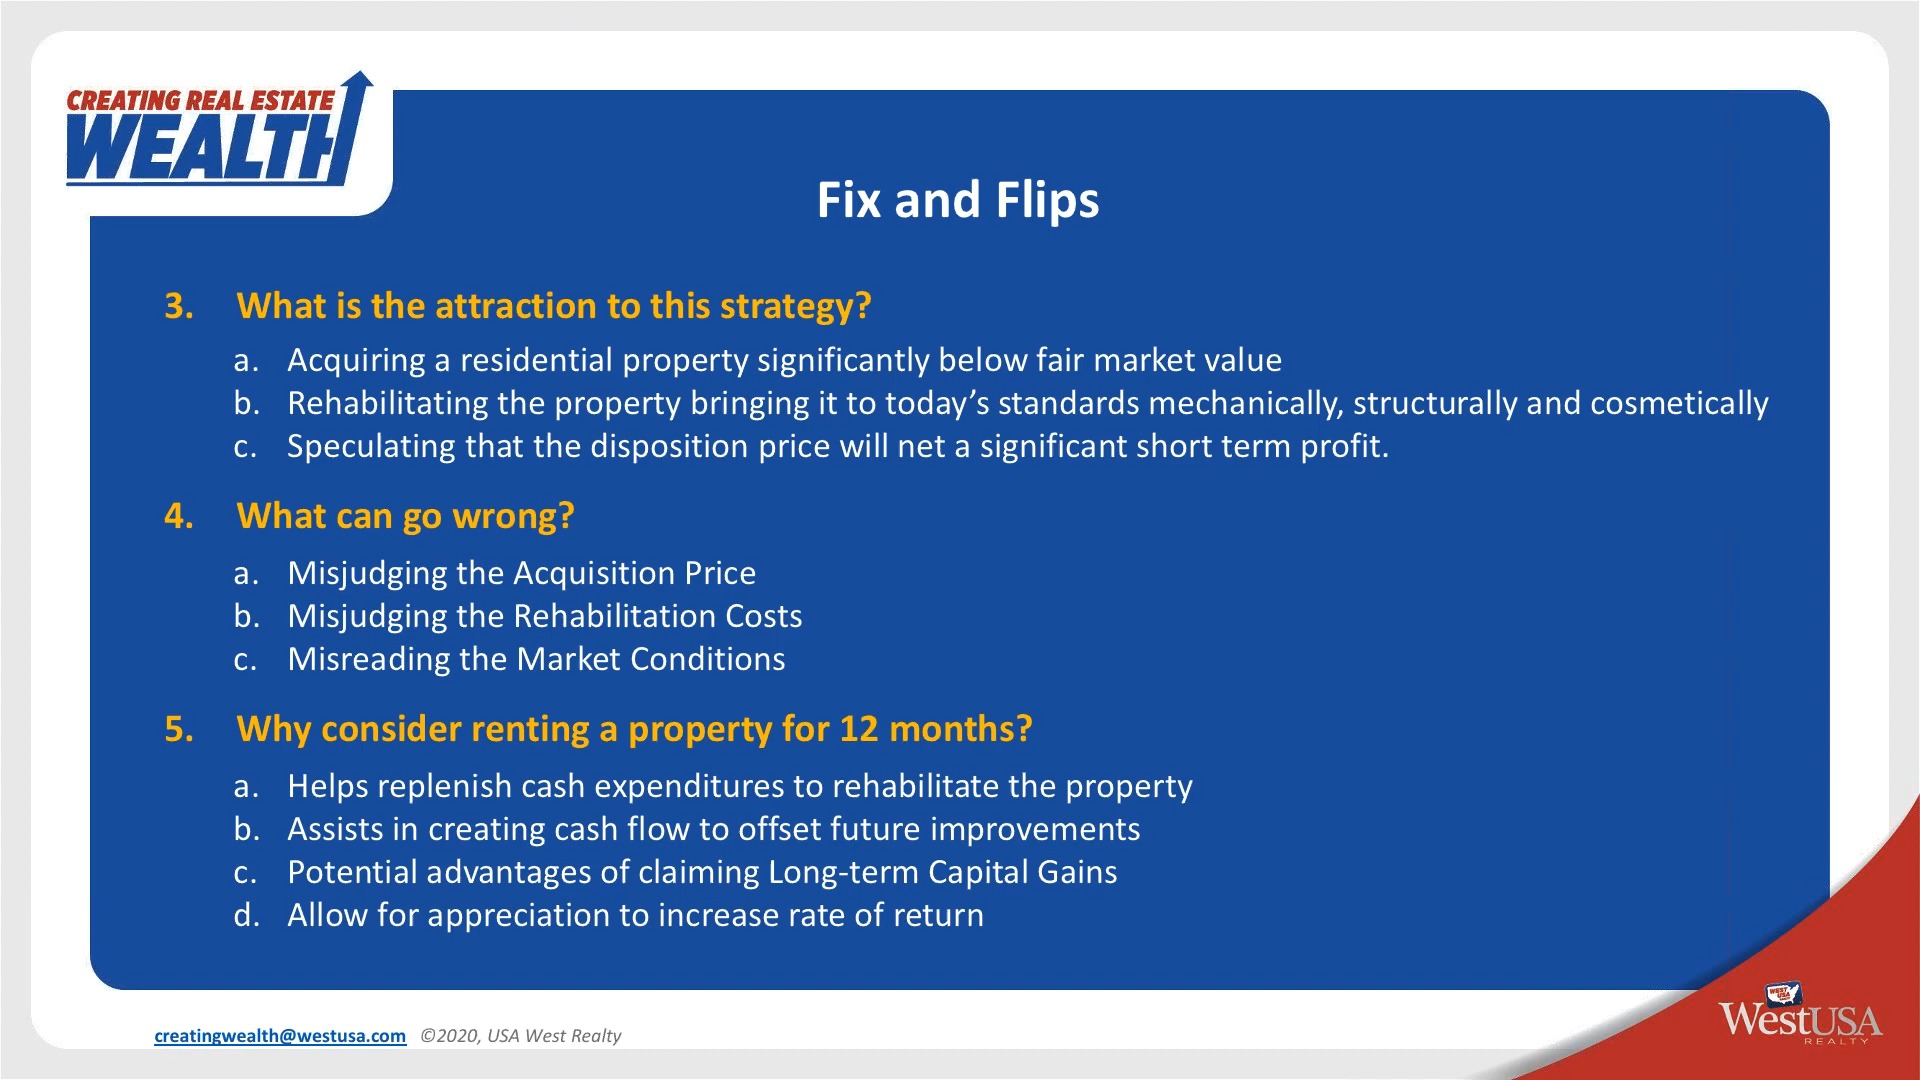 CREATING REAL ESTATE
WEALTH
Fix and Flips
3. What is the attraction to this strategy?
a. Acquiring a residential property significantly below fair market value
b. Rehabilitating the property bringing it to today’s standards mechanically, structurally and cosmetically
c. Speculating that the disposition price will net a significant short term profit.
4. What can go wrong?
a. Misjudging the Acquisition Price
b. Misjudging the Rehabilitation Costs
c. Misreading the Market Conditions
5. Why consider renting a property for 12 months?
a. Helps replenish cash expenditures to rehabilitate the property
b. Assists in creating cash flow to offset future improvements
c. Potential advantages of claiming Long-term Capital Gains
d. Allow for appreciation to increase rate of return
creatingwealth@westusa.com ©2020, USA West Realty
WEST
USA
WestUSA
REALTY